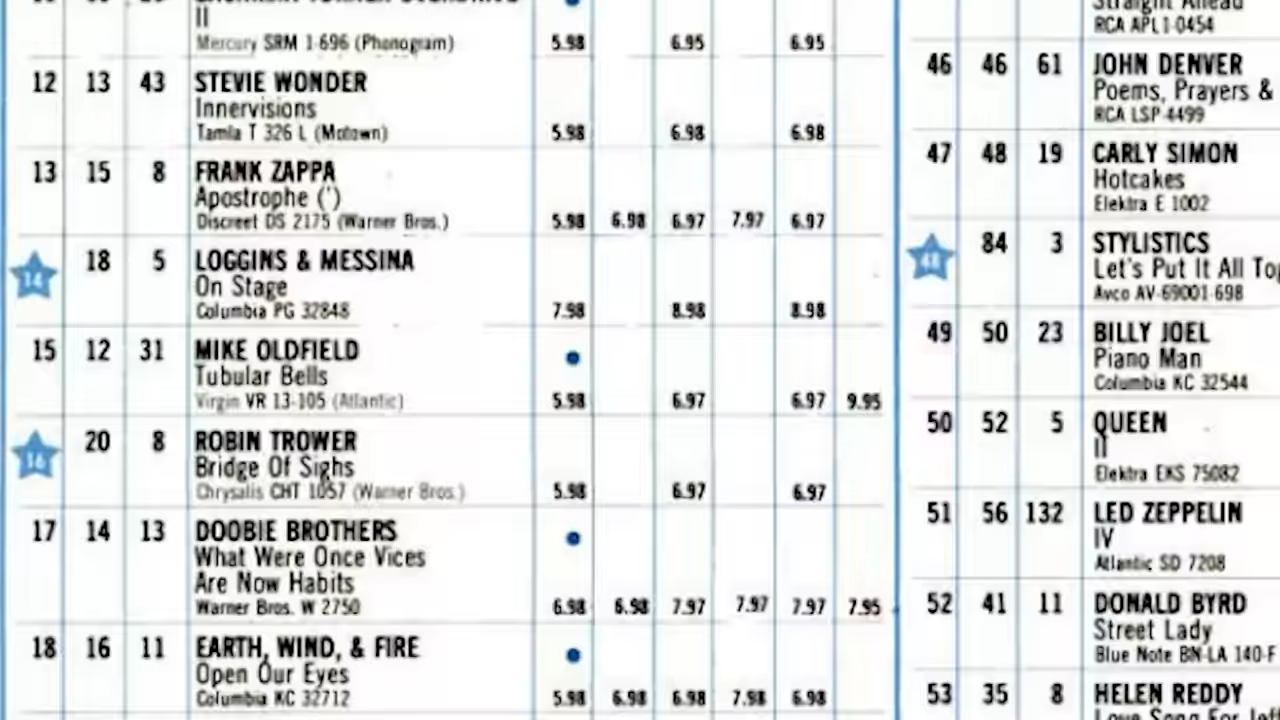 II
Mercury SRM 1-696 (Phonogram) 5.98 6.95 6.95
12 13 43 STEVIE WONDER
Innervisions
Tamla T 326 L (Motown) 5.98 6.98 6.98
13 15 8 FRANK ZAPPA
Apostrophe (')
Discreet DS 2175 (Warner Bros.) 5.98 6.98 6.97 7.97 6.97
14 18 5 LOGGINS & MESSINA
On Stage
Columbia PG 32848 7.98 8.98 8.98
15 12 31 MIKE OLDFIELD
Tubular Bells
Virgin VR 13-105 (Atlantic) 5.98 6.97 6.97 9.95
16 20 8 ROBIN TROWER
Bridge Of Sighs
Chrysalis CHT 1057 (Warner Bros.) 5.98 6.97 6.97
17 14 13 DOOBIE BROTHERS
What Were Once Vices
Are Now Habits
Warner Bros. W 2750 6.98 6.98 7.97 7.97 7.97 7.95
18 16 11 EARTH, WIND, & FIRE
Open Our Eyes
Columbia KC 32712 5.98 6.98 6.98 7.98 6.98
Straight Ahead
RCA APL1-0454
46 46 61 JOHN DENVER
Poems, Prayers &
RCA LSP-4499
47 48 19 CARLY SIMON
Hotcakes
Elektra E 1002
48 84 3 STYLISTICS
Let's Put It All
Avco AV-69001-698
49 50 23 BILLY JOEL
Piano Man
Columbia KC 32544
50 52 5 QUEEN
II
Elektra EKS 75082
51 56 132 LED ZEPPELIN
IV
Atlantic SD 7208
52 41 11 DONALD BYRD
Street Lady
Blue Note BN-LA 140-F
53 35 8 HELEN REDDY
Love Song For